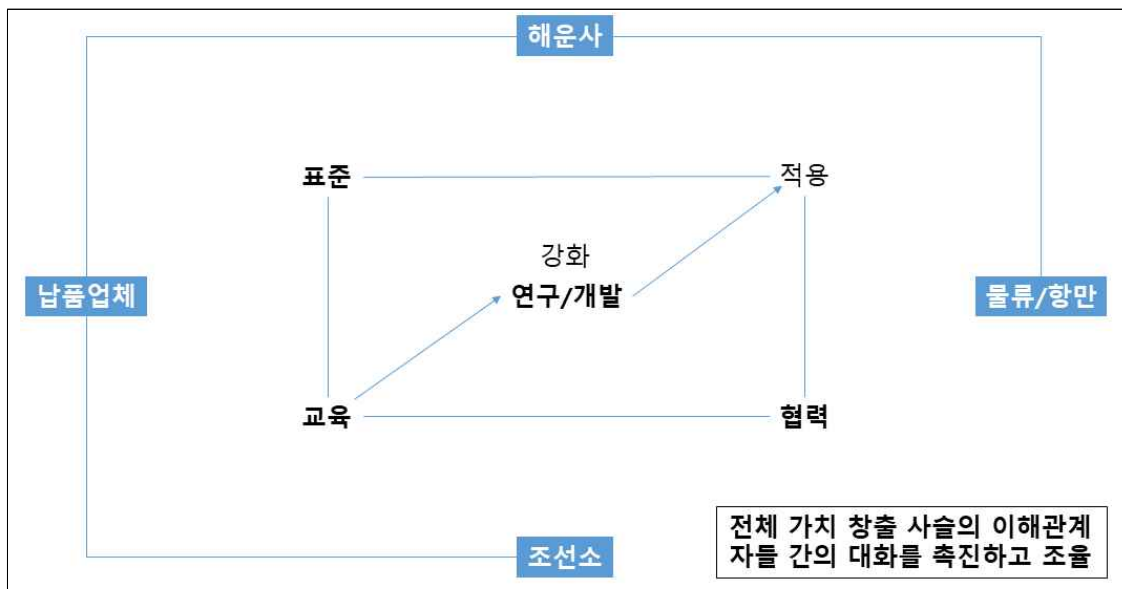 해운사
표준
적용
강화
연구/개발
납품업체
물류/항만
교육
협력
전체 가치 창출 사슬의 이해관계
자들 간의 대화를 촉진하고 조율
조선소